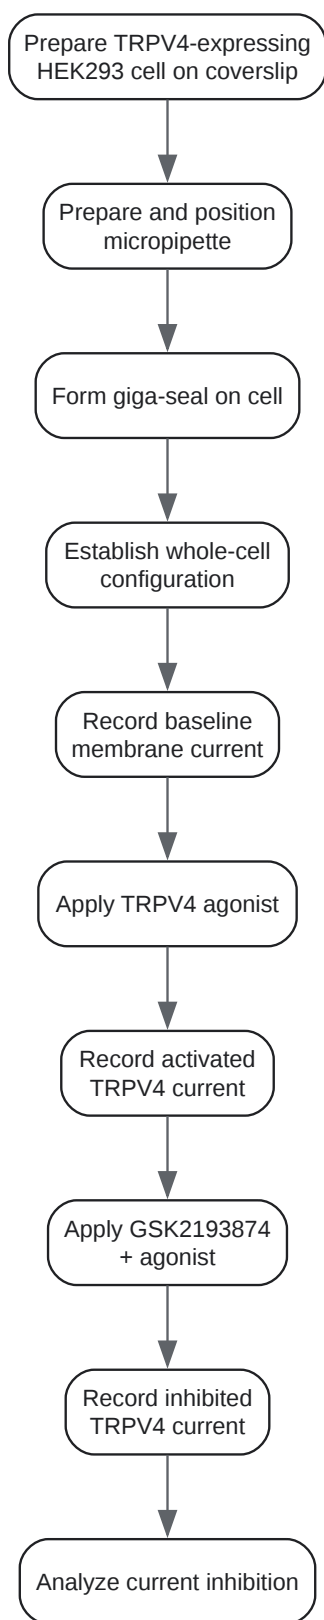 Prepare TRPV4-expressing
HEK293 cell on coverslip
Prepare and position
micropipette
Form giga-seal on cell
Establish whole-cell
configuration
Record baseline
membrane current
Apply TRPV4 agonist
Record activated
TRPV4 current
Apply GSK2193874
+ agonist
Record inhibited
TRPV4 current
Analyze current inhibition